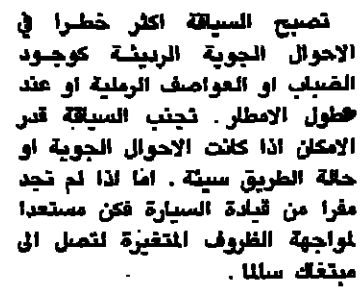 تصبح السياقة اكثر خطرا في
الاحوال الجوية الرديئة كوجود
الضباب او العواصف الرملية او عند
هطول الامطار . تجنب السياقة قدر
الامكان اذا كانت الاحوال الجوية او
حالة الطريق سيئة . اما اذا لم تجد
مفرا من قيادة السيارة فكن مستعدا
لمواجهة الظروف المتغيرة لتصل الى
مبتغاك سالما .